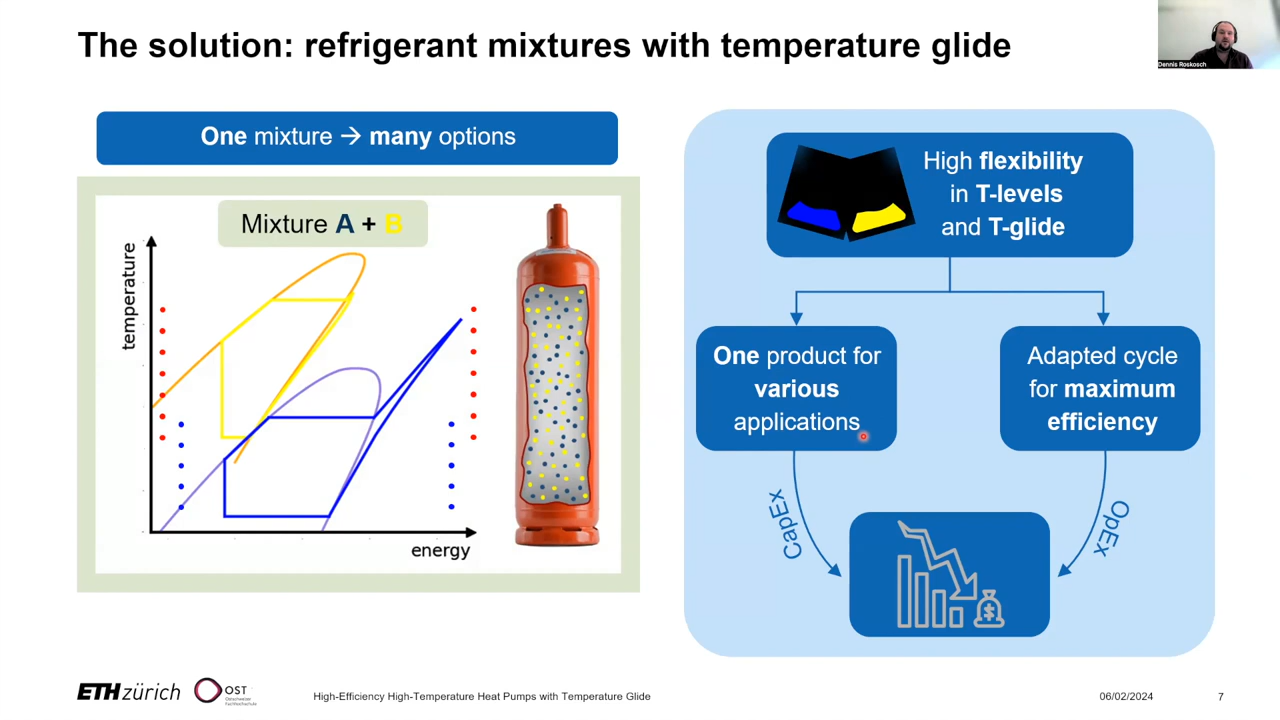 The solution: refrigerant mixtures with temperature glide
Dennis Roskosch
One mixture → many options
Mixture A + B
temperature
energy
High flexibility
in T-levels
and T-glide
One product for
various
applications
Adapted cycle
for maximum
efficiency
CapEx
OpEx
$
ETH zürich
OST
Ostschweizer
Fachhochschule
High-Efficiency High-Temperature Heat Pumps with Temperature Glide
06/02/2024
7